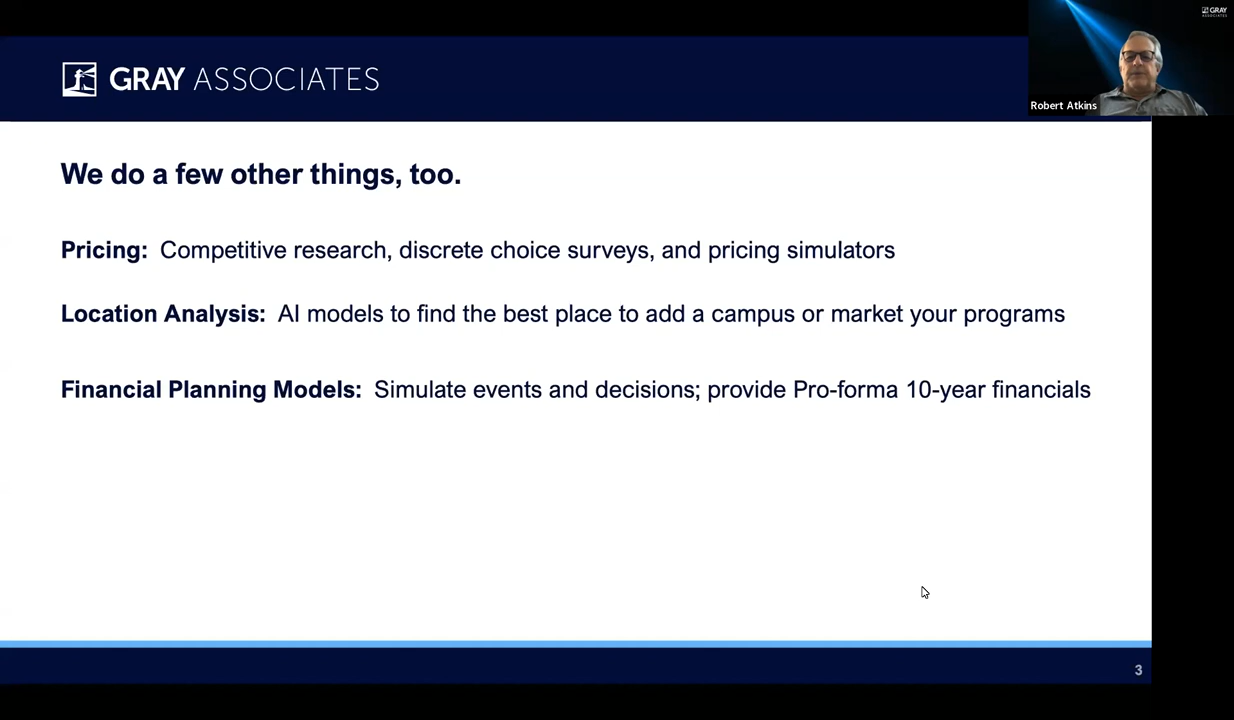 GRAY ASSOCIATES
GRAY
ASSOCIATES
Robert Atkins
We do a few other things, too.
Pricing: Competitive research, discrete choice surveys, and pricing simulators
Location Analysis: AI models to find the best place to add a campus or market your programs
Financial Planning Models: Simulate events and decisions; provide Pro-forma 10-year financials
3